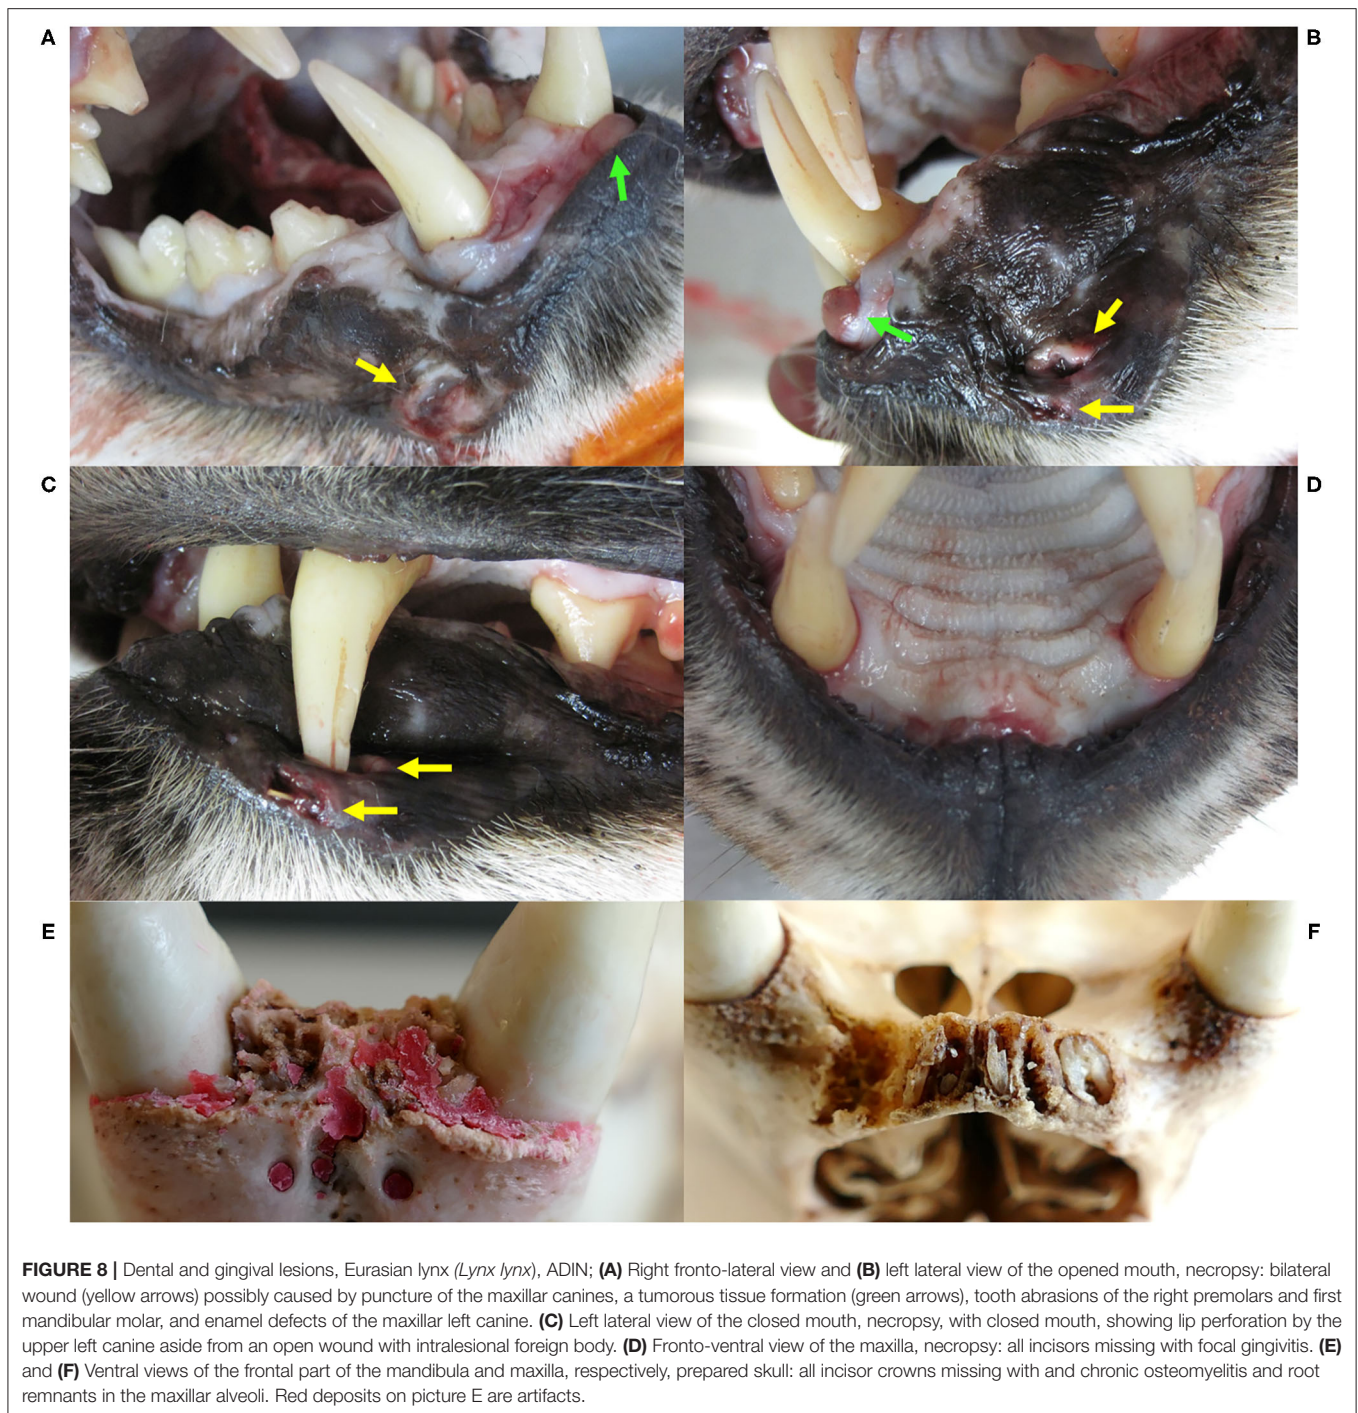 A
B
C
D
E
F
FIGURE 8 | Dental and gingival lesions, Eurasian lynx (Lynx lynx), ADIN; (A) Right fronto-lateral view and (B) left lateral view of the opened mouth, necropsy: bilateral
wound (yellow arrows) possibly caused by puncture of the maxillar canines, a tumorous tissue formation (green arrows), tooth abrasions of the right premolars and first
mandibular molar, and enamel defects of the maxillar left canine. (C) Left lateral view of the closed mouth, necropsy, with closed mouth, showing lip perforation by the
upper left canine aside from an open wound with intralesional foreign body. (D) Fronto-ventral view of the maxilla, necropsy: all incisors missing with focal gingivitis. (E)
and (F) Ventral views of the frontal part of the mandibula and maxilla, respectively, prepared skull: all incisor crowns missing with and chronic osteomyelitis and root
remnants in the maxillar alveoli. Red deposits on picture E are artifacts.